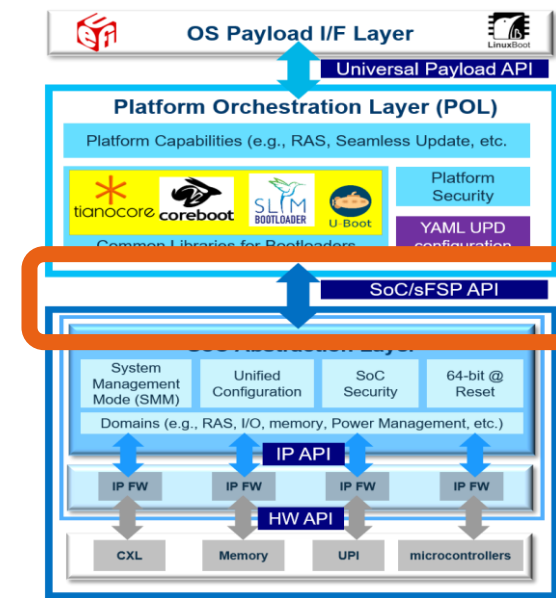 UEFI
OS Payload I/F Layer
LinuxBoot
Universal Payload API
Platform Orchestration Layer (POL)
Platform Capabilities (e.g., RAS, Seamless Update, etc.
tianocore
coreboot
SLIM
BOOTLOADER
U-Boot
Common Libraries for Bootloaders
Platform
Security
YAML UPD
configuration
SoC/sFSP API
Abstraction Layer
System
Management
Mode (SMM)
Unified
Configuration
SoC
Security
64-bit @
Reset
Domains (e.g., RAS, I/O, memory, Power Management, etc.)
IP API
IP FW
IP FW
IP FW
IP FW
HW API
CXL
Memory
UPI
microcontrollers